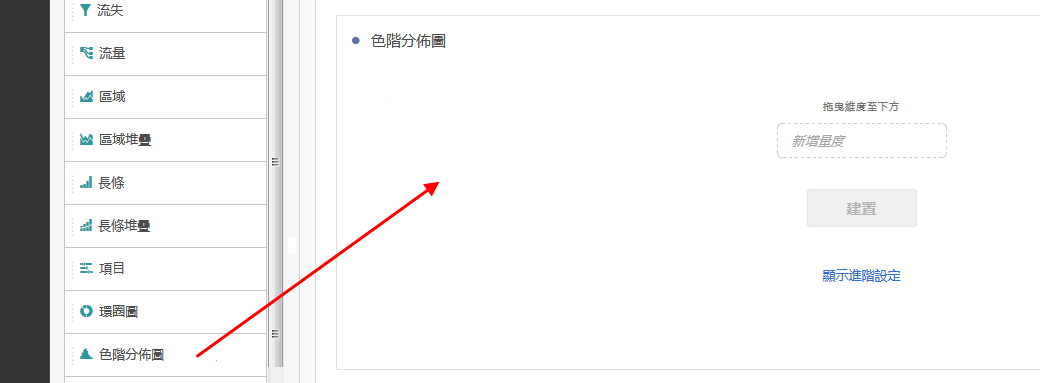 流失
流量
區域
區域堆疊
長條
長條堆疊
項目
環圈圖
色階分佈圖
色階分佈圖
拖曳維度至下方
新增量度
建置
顯示進階設定